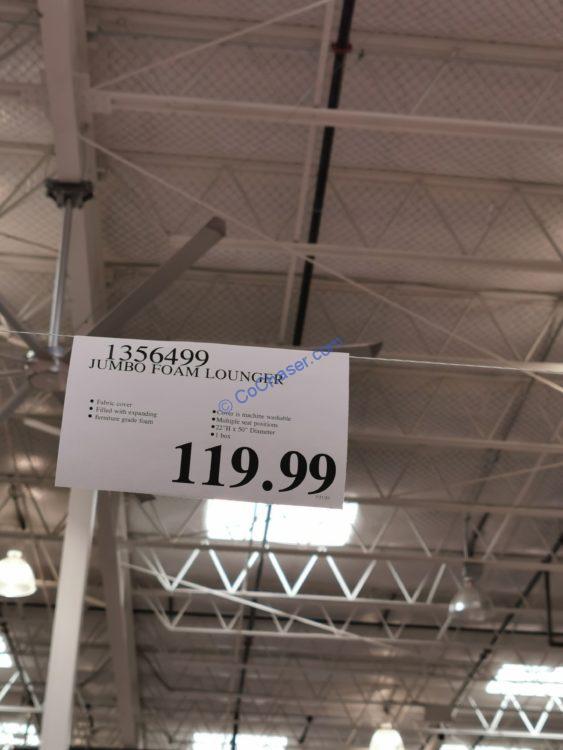 1356499
JUMBO FOAM LOUNGER
• Fabric cover
• Filled with expanding
• furniture grade foam
• Cover is machine washable
• Multiple seat positions
• 22"H x 50" Diameter
• 1 box
119.99
© CoChaser.com